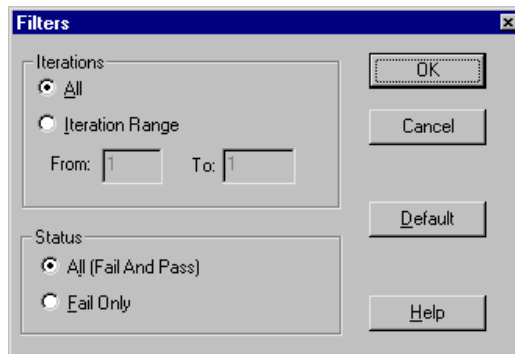 Filters
Iterations
All
Iteration Range
From: 1 To: 1
Status
All (Fail And Pass)
Fail Only
OK
Cancel
Default
Help